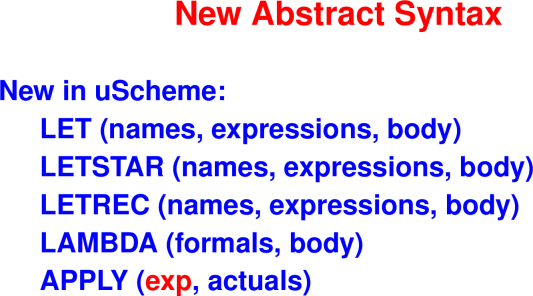 New Abstract Syntax
New in uScheme:
LET (names, expressions, body)
LETSTAR (names, expressions, body)
LETREC (names, expressions, body)
LAMBDA (formals, body)
APPLY (exp, actuals)